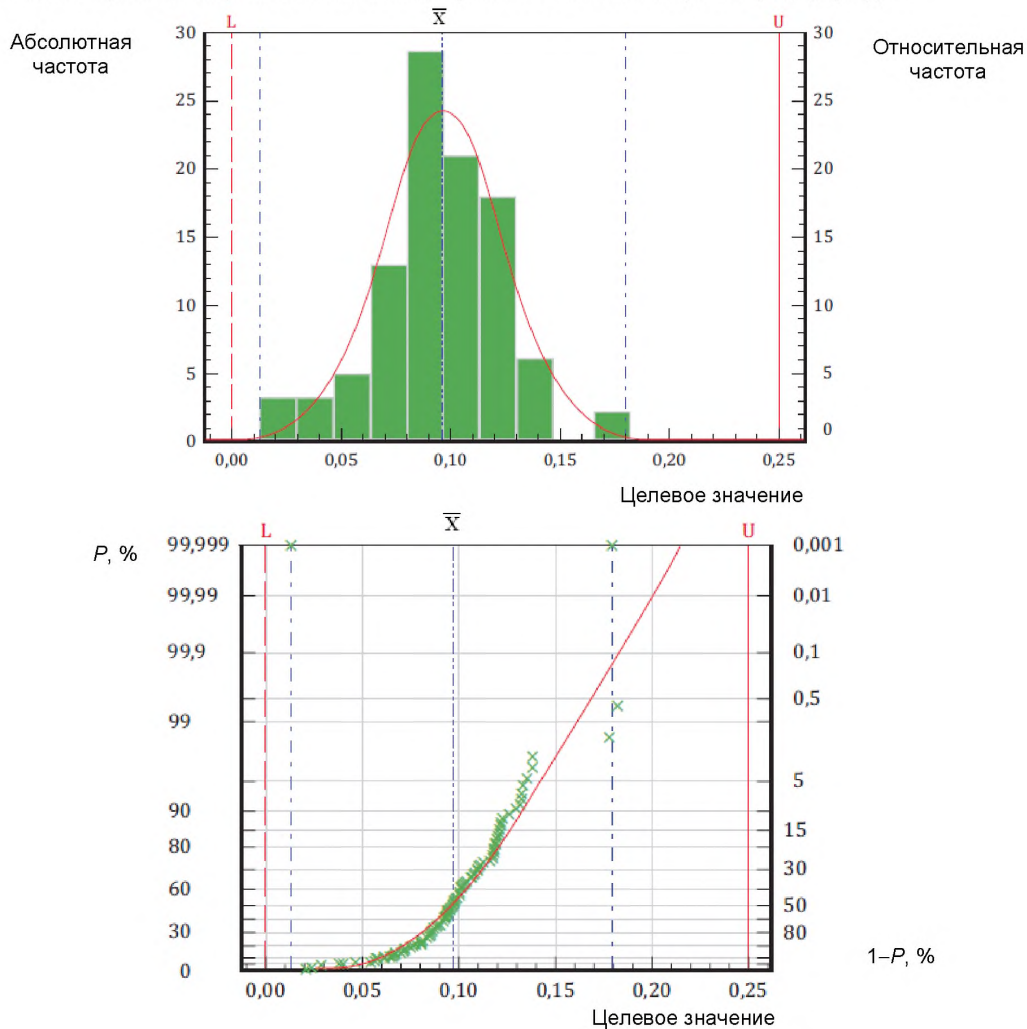 L X̅ U
Абсолютная
частота
Относительная
частота
30 30
25 25
20 20
15 15
10 10
5 5
0 0
0,00 0,05 0,10 0,15 0,20 0,25
Целевое значение
L X̅ U
P, %
99,999 0,001
99,99 0,01
99,9 0,1
0,5
99
5
90
15
80
30
60
50
30 80
0
1–P, %
0,00 0,05 0,10 0,15 0,20 0,25
Целевое значение